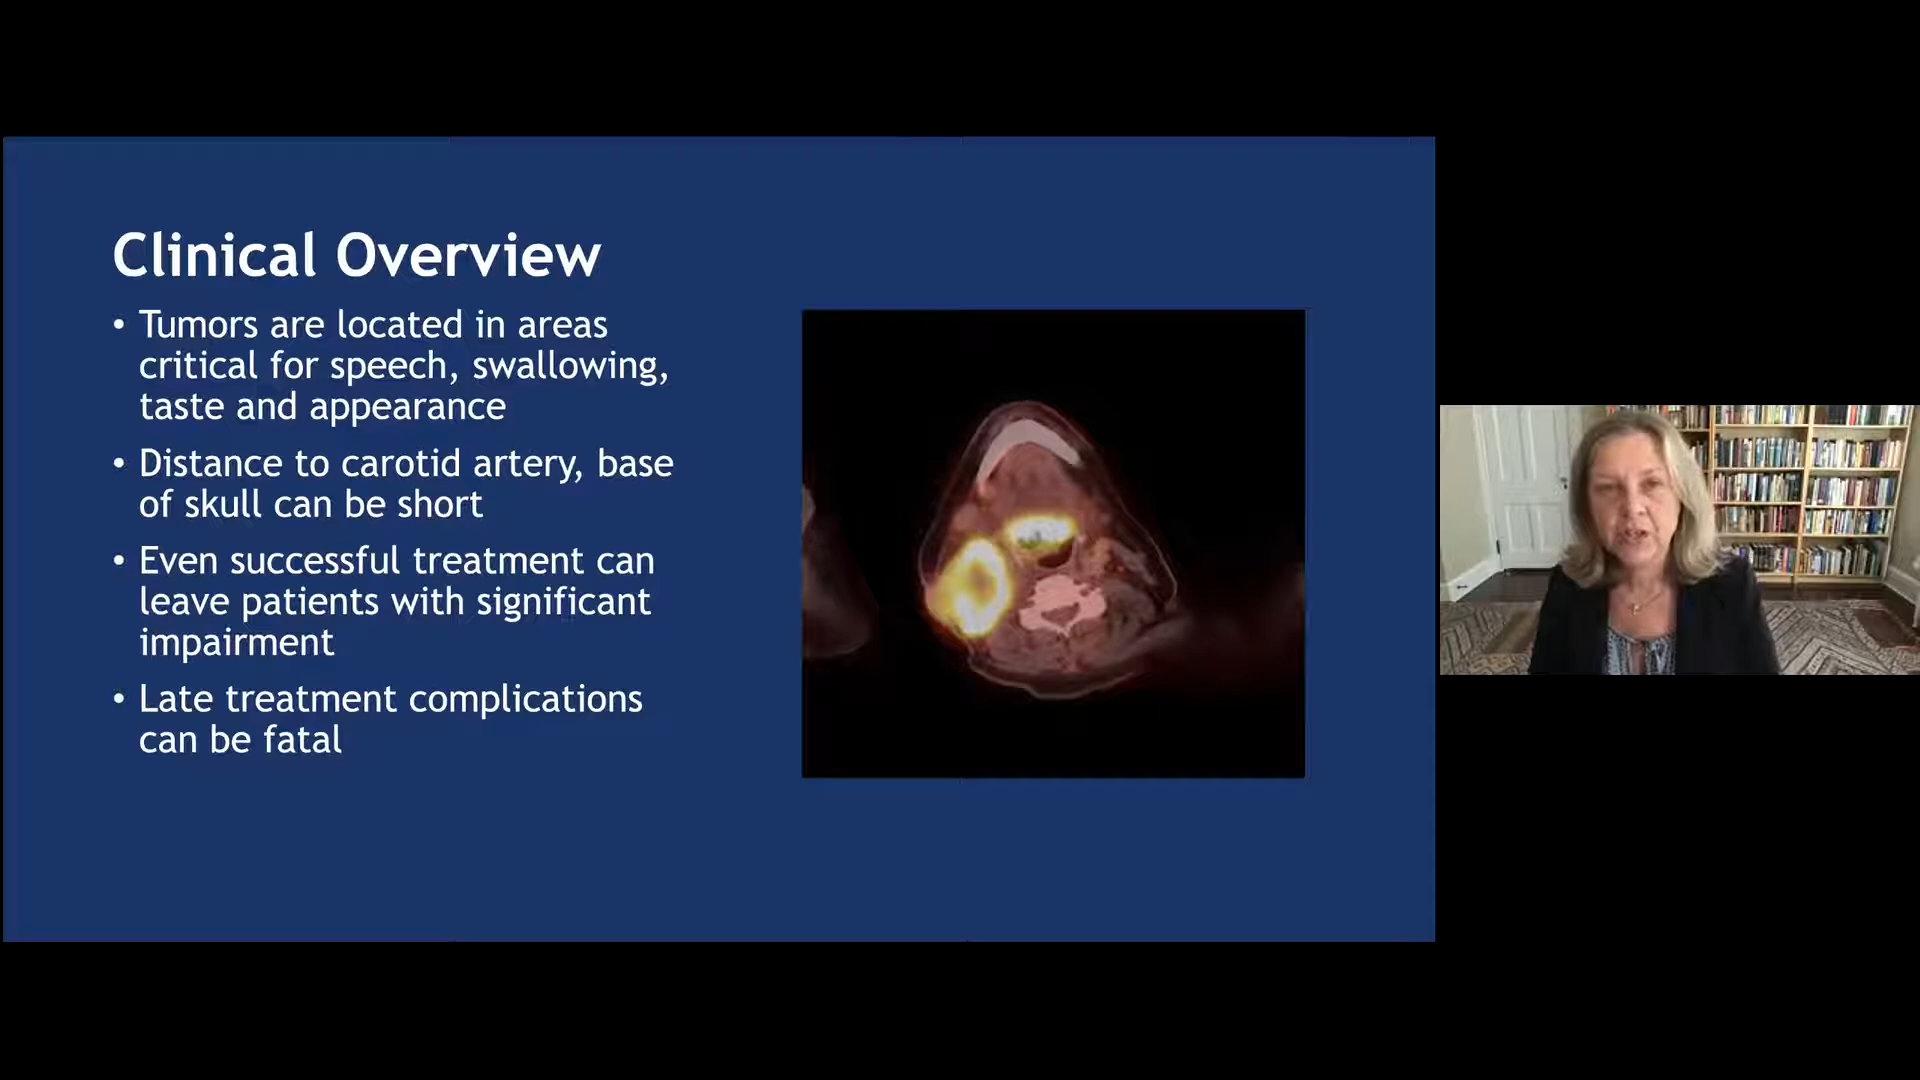 Clinical Overview
• Tumors are located in areas
critical for speech, swallowing,
taste and appearance
• Distance to carotid artery, base
of skull can be short
• Even successful treatment can
leave patients with significant
impairment
• Late treatment complications
can be fatal